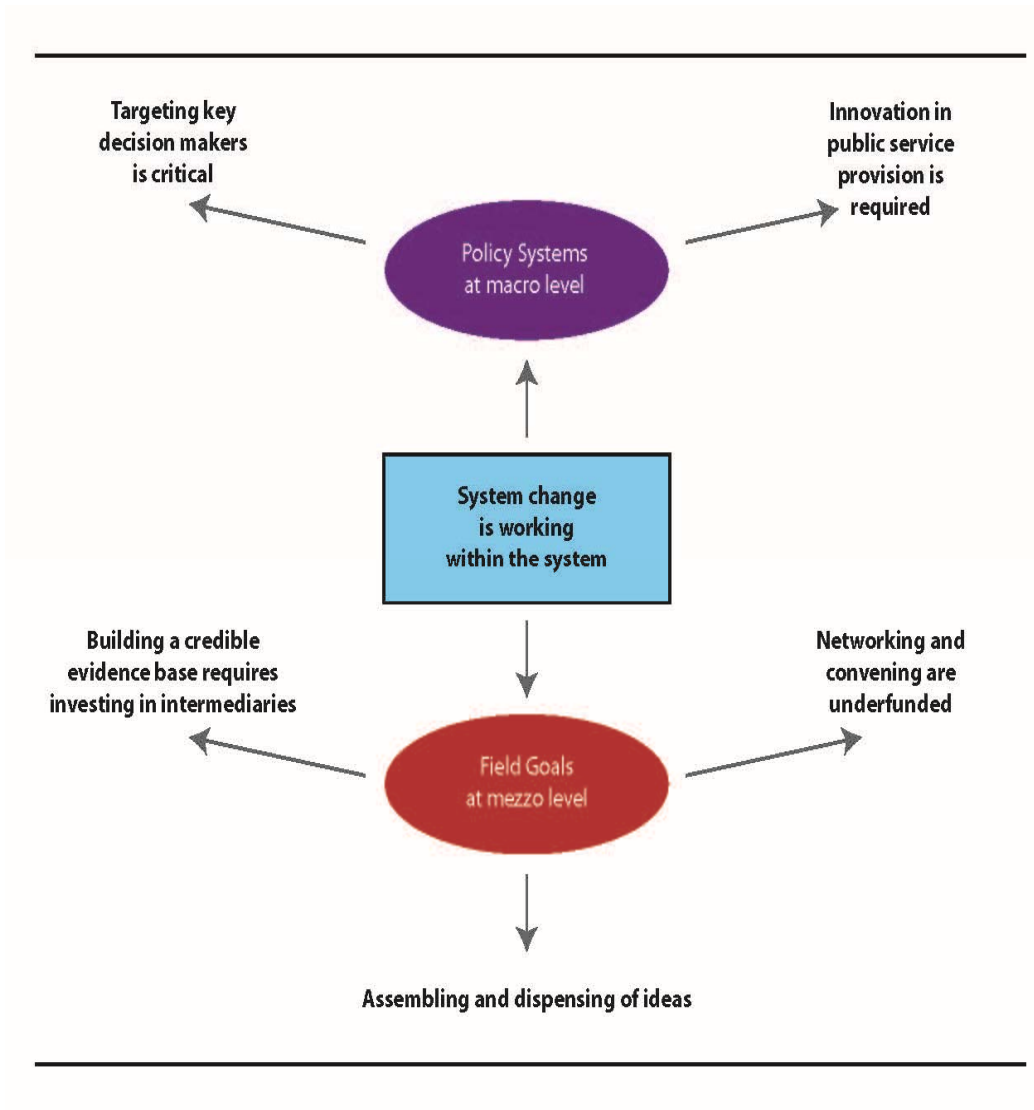 Targeting key
decision makers
is critical
Innovation in
public service
provision is
required
Policy Systems
at macro level
System change
is working
within the system
Building a credible
evidence base requires
investing in intermediaries
Networking and
convening are
underfunded
Field Goals
at mezzo level
Assembling and dispensing of ideas